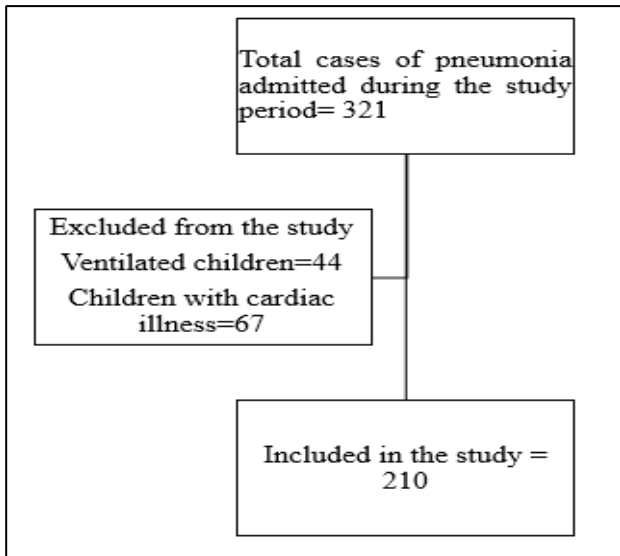 Total cases of pneumonia
admitted during the study
period= 321
Excluded from the study
Ventilated children=44
Children with cardiac
illness=67
Included in the study =
210